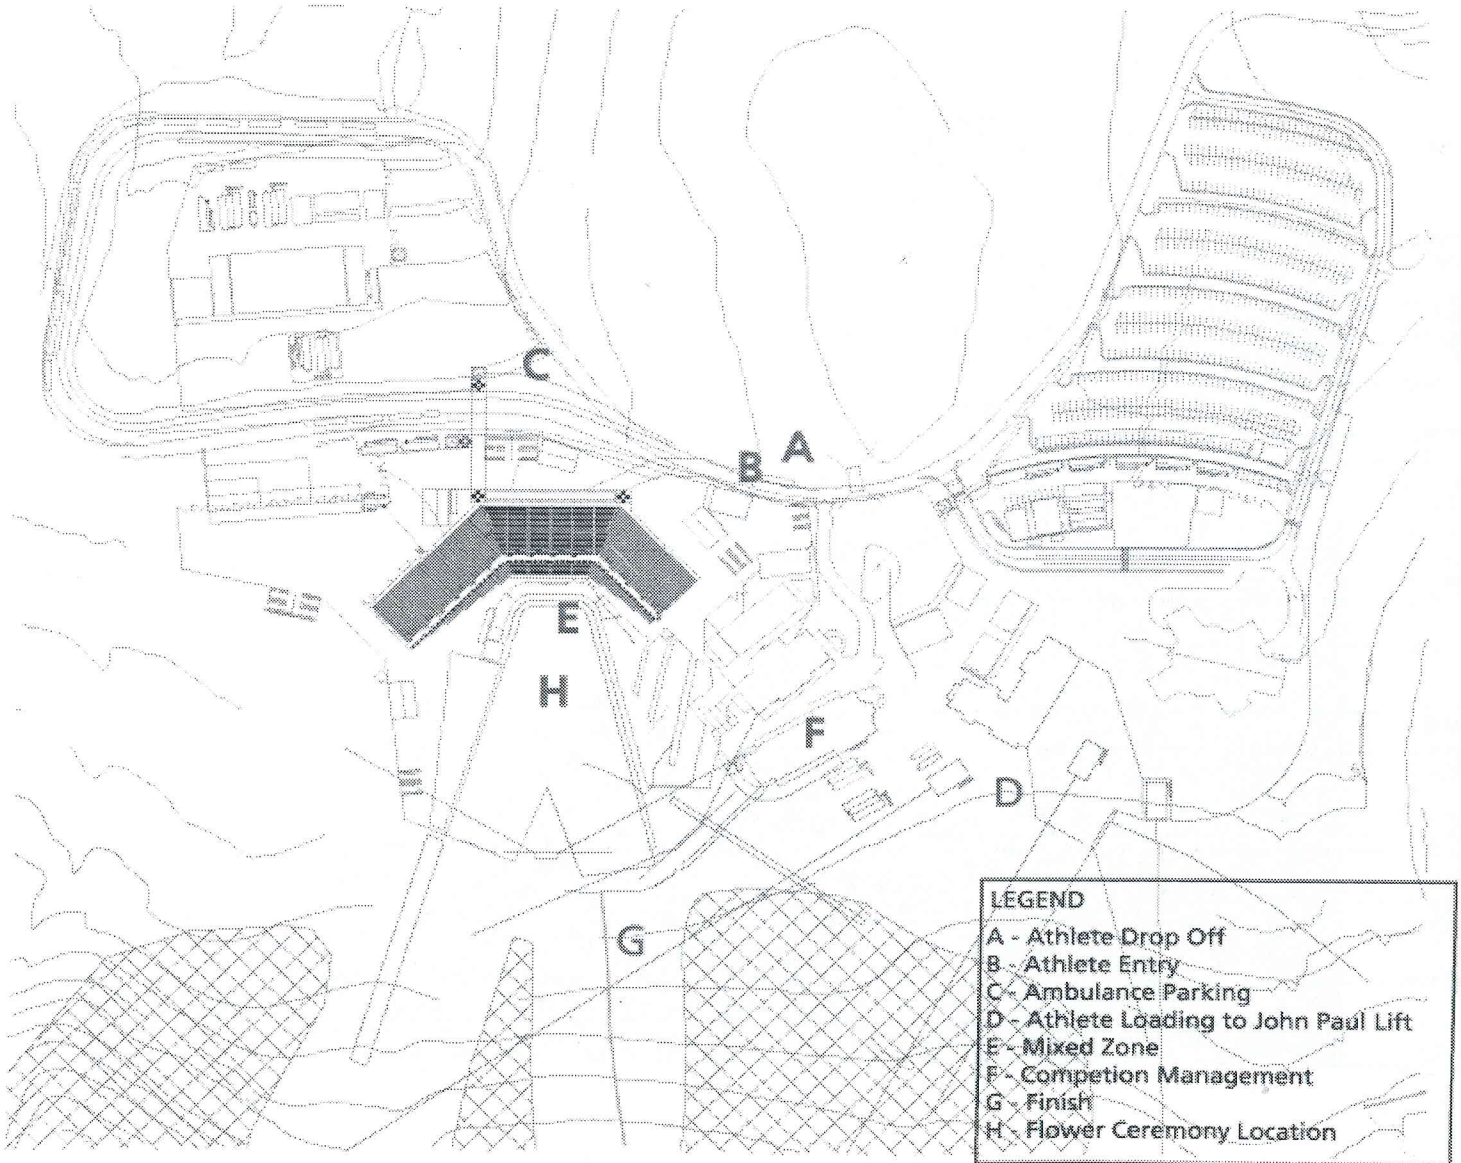 C
A
B
E
H
F
D
G
LEGEND
A - Athlete Drop Off
B - Athlete Entry
C - Ambulance Parking
D - Athlete Loading to John Paul Lift
E - Mixed Zone
F - Competion Management
G - Finish
H - Flower Ceremony Location